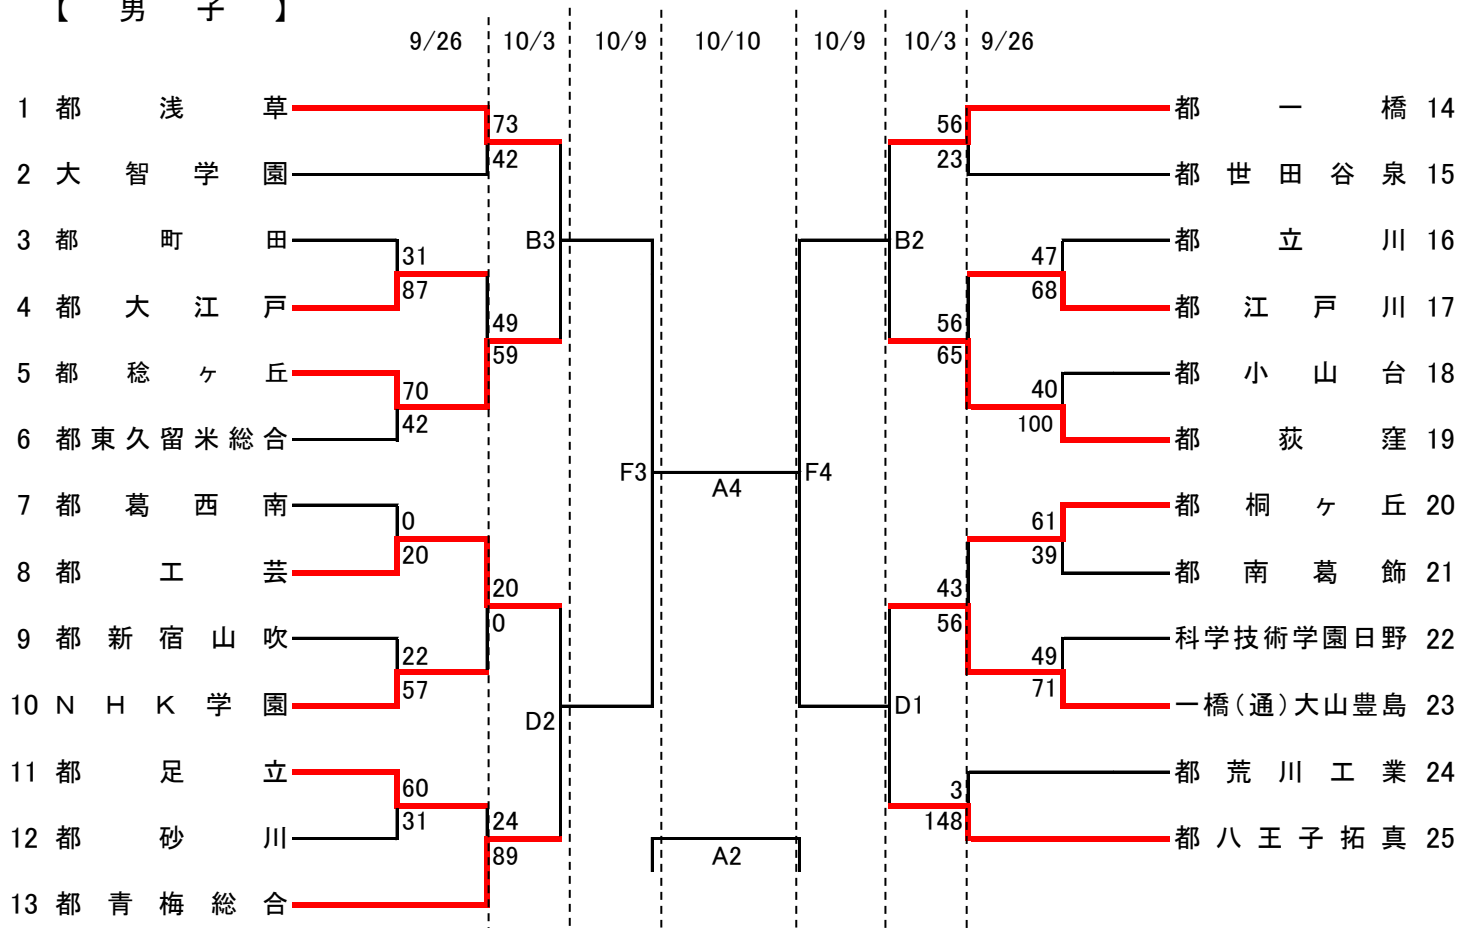 【 男 子 】
9/26 10/3 10/9 10/10 10/9 10/3 9/26
1 都浅草 73 56 都一橋 14
2 大智学園 42 23 都世田谷泉 15
3 都町田 31 B3 B2 47 都立川 16
4 都大江戸 87 49 56 68 都江戸川 17
5 都稔ヶ丘 70 59 65 40 都小山台 18
6 都東久留米総合 42 100 都荻窪 19
F3 A4 F4
7 都葛西南 0 61 都桐ヶ丘 20
8 都工芸 20 20 43 39 都南葛飾 21
9 都新宿山吹 22 0 56 49 科学技術学園日野 22
10 NHK学園 57 D2 D1 71 一橋(通)大山豊島 23
11 都足立 60 3 都荒川工業 24
12 都砂川 31 24 A2 148 都八王子拓真 25
89
13 都青梅総合